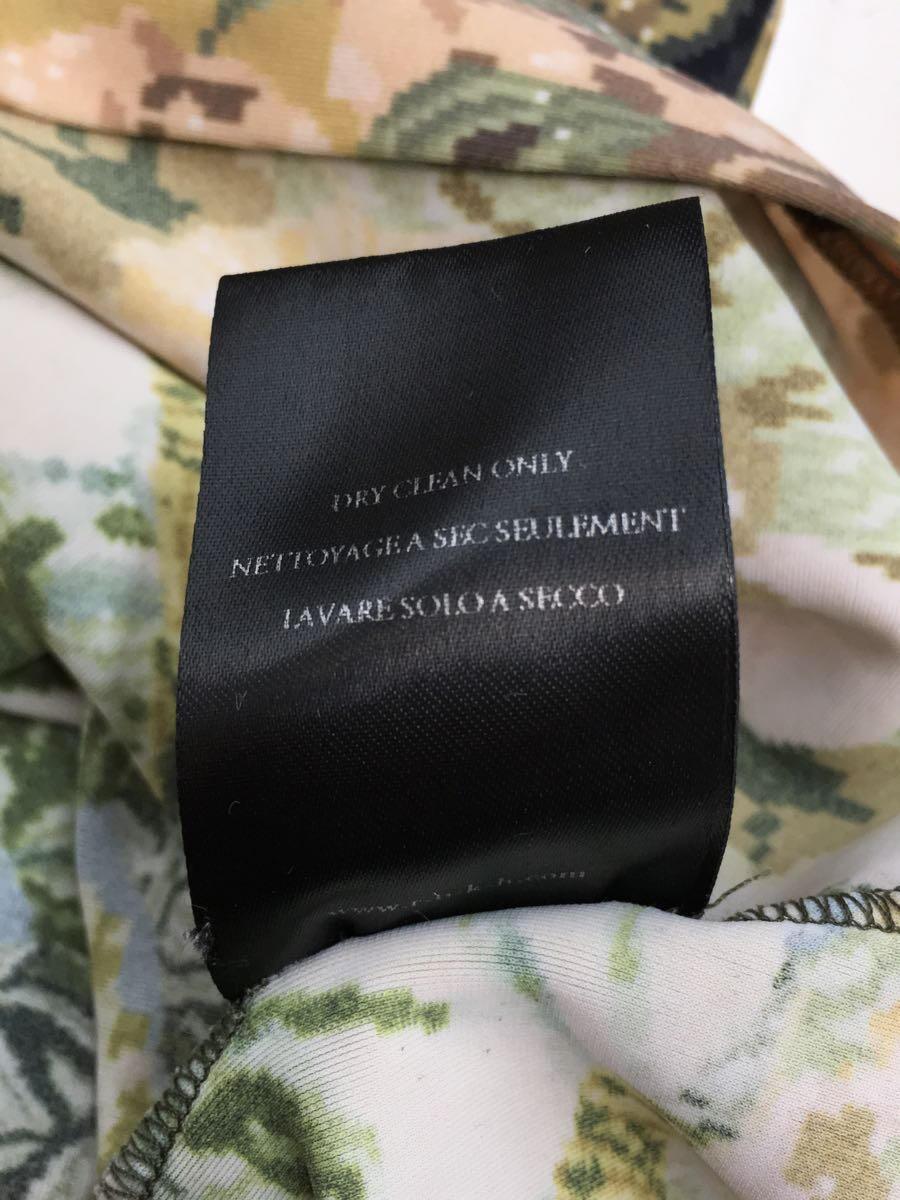 DRY CLEAN ONLY
NETTOYAGE A SEC SEULEMENT
LAVARE SOLO A SECCO